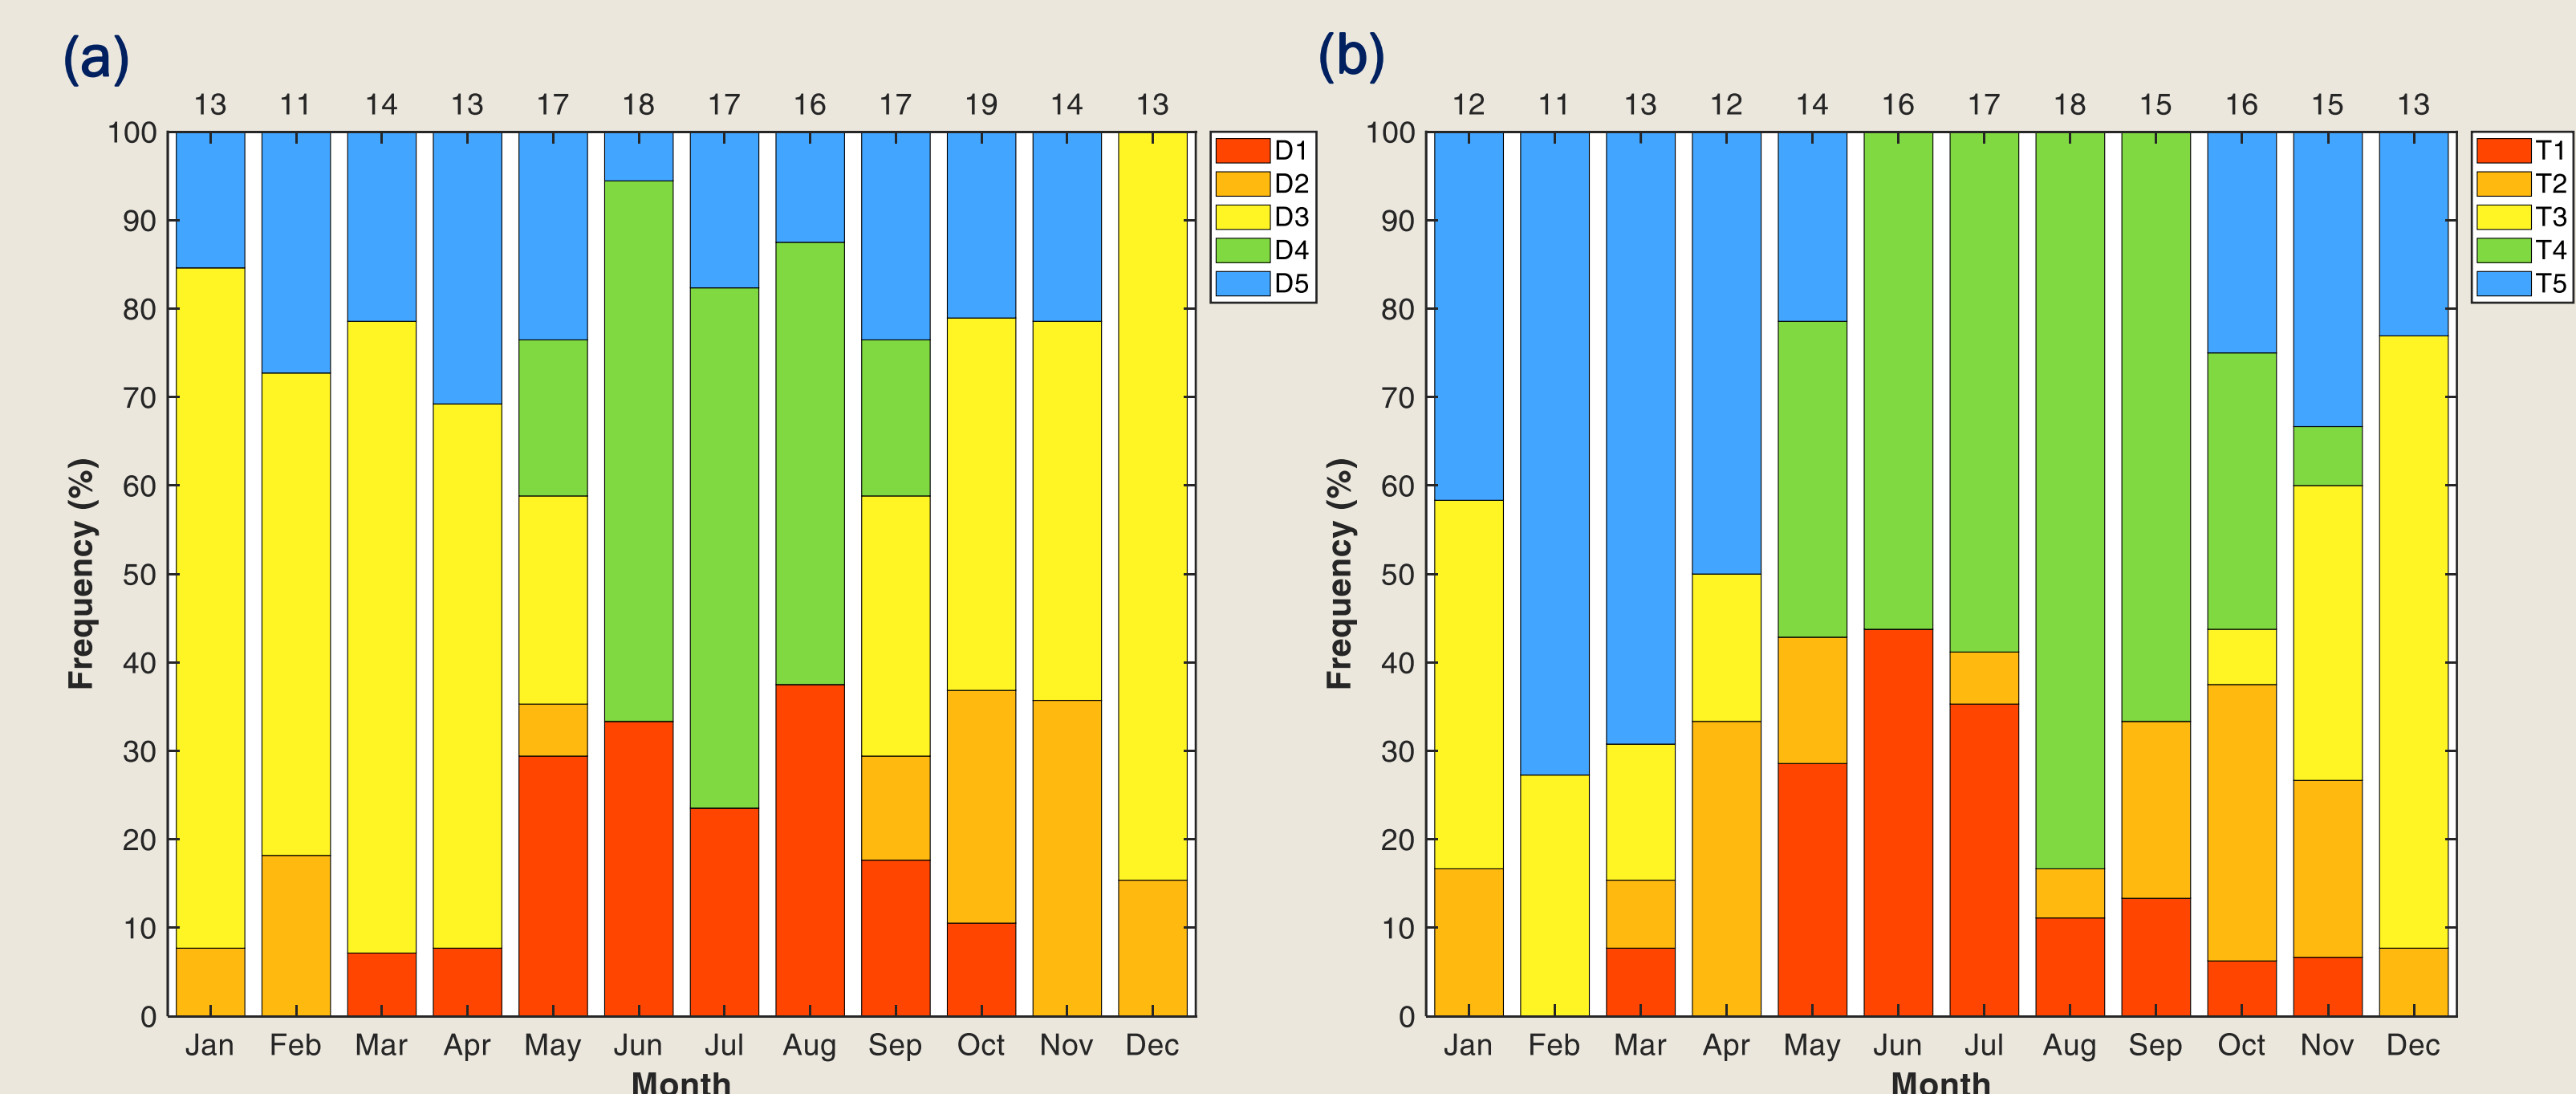 (a)
13 11 14 13 17 18 17 16 17 19 14 13
100
90
80
70
60
50
40
30
20
10
0
Frequency (%)
Jan Feb Mar Apr May Jun Jul Aug Sep Oct Nov Dec
Month
D1
D2
D3
D4
D5
(b)
12 11 13 12 14 16 17 18 15 16 15 13
100
90
80
70
60
50
40
30
20
10
0
Frequency (%)
Jan Feb Mar Apr May Jun Jul Aug Sep Oct Nov Dec
Month
T1
T2
T3
T4
T5